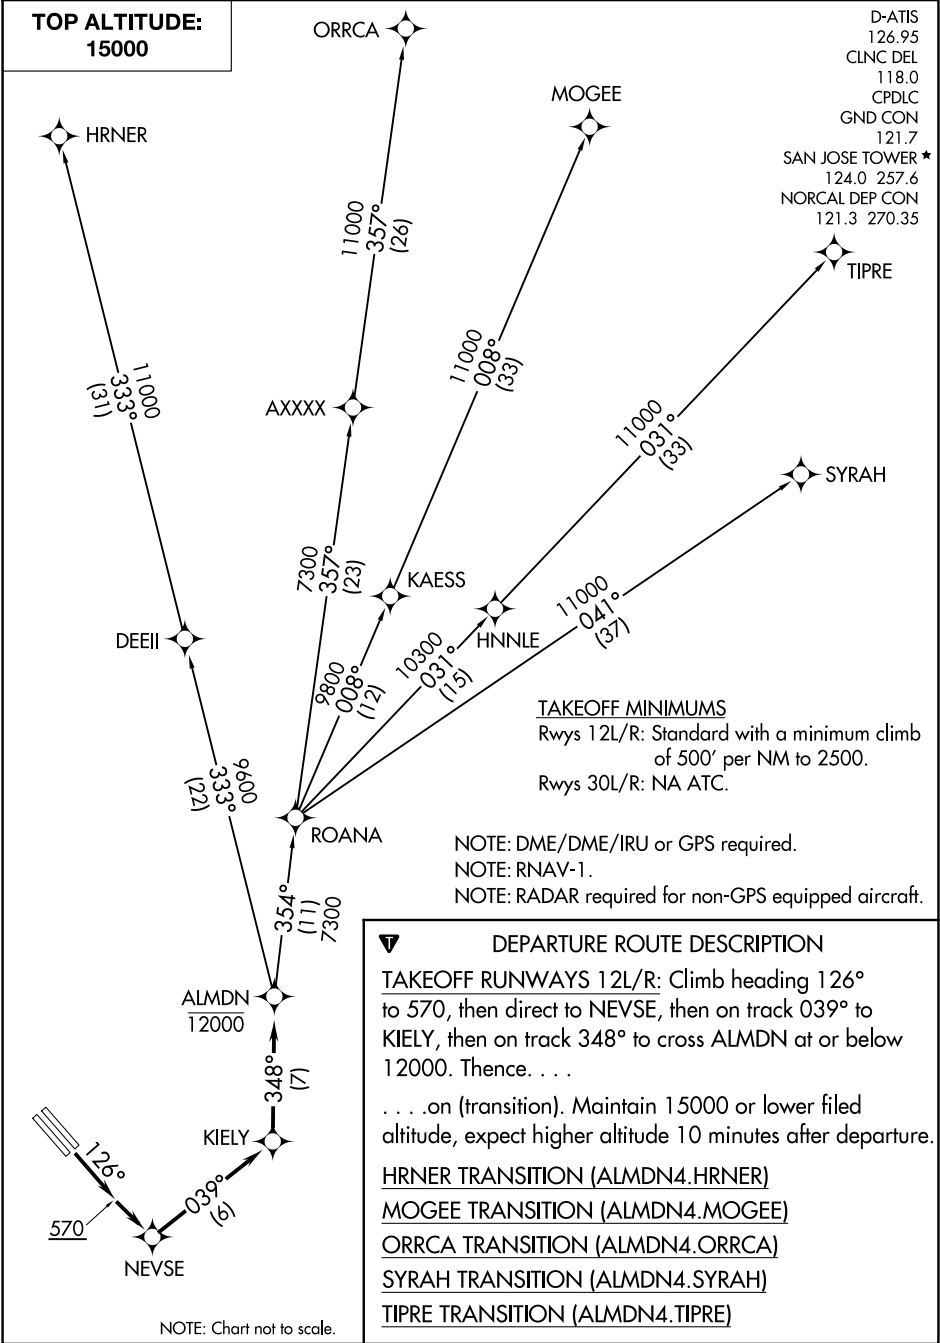 TOP ALTITUDE:
15000
D-ATIS
126.95
CLNC DEL
118.0
CPDLC
GND CON
121.7
SAN JOSE TOWER ★
124.0 257.6
NORCAL DEP CON
121.3 270.35
ORRCA
MOGEE
HRNER
TIPRE
11000
357°
(26)
11000
008°
(33)
11000
333°
(31)
AXXXX
11000
031°
(33)
SYRAH
7300
357°
(23)
KAESS
HNNLE
11000
041°
(37)
DEEII
9800
008°
(12)
10300
031°
(15)
TAKEOFF MINIMUMS
Rwys 12L/R: Standard with a minimum climb
of 500' per NM to 2500.
Rwys 30L/R: NA ATC.
9600
333°
(22)
ROANA
NOTE: DME/DME/IRU or GPS required.
NOTE: RNAV-1.
NOTE: RADAR required for non-GPS equipped aircraft.
354°
(11)
7300
ALMDN
12000
348°
(7)
KIELY
126°
039°
(6)
570
NEVSE
NOTE: Chart not to scale.
T
DEPARTURE ROUTE DESCRIPTION
TAKEOFF RUNWAYS 12L/R: Climb heading 126°
to 570, then direct to NEVSE, then on track 039° to
KIELY, then on track 348° to cross ALMDN at or below
12000. Thence. . . .
. . . .on (transition). Maintain 15000 or lower filed
altitude, expect higher altitude 10 minutes after departure.
HRNER TRANSITION (ALMDN4.HRNER)
MOGEE TRANSITION (ALMDN4.MOGEE)
ORRCA TRANSITION (ALMDN4.ORRCA)
SYRAH TRANSITION (ALMDN4.SYRAH)
TIPRE TRANSITION (ALMDN4.TIPRE)